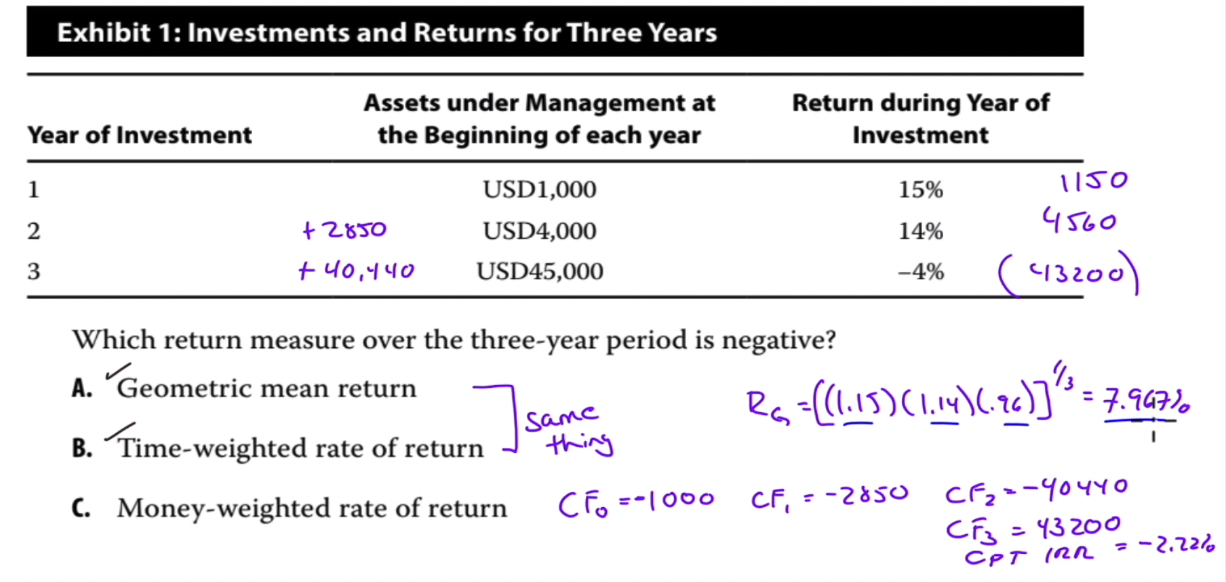 Exhibit 1: Investments and Returns for Three Years
Year of Investment Assets under Management at the Beginning of each year Return during Year of Investment
1 USD1,000 15% 1150
2 +2850 USD4,000 14% 4560
3 +40,440 USD45,000 –4% (43200)
Which return measure over the three-year period is negative?
A. ✓Geometric mean return
B. ✓Time-weighted rate of return
same
thing
R_G = [(1.15)(1.14)(.96)]^1/3 = 7.967%
C. Money-weighted rate of return
CF₀ = -1000 CF₁ = -2850 CF₂ = -40440
CF₃ = 43200
CPT IRR = -2.22%